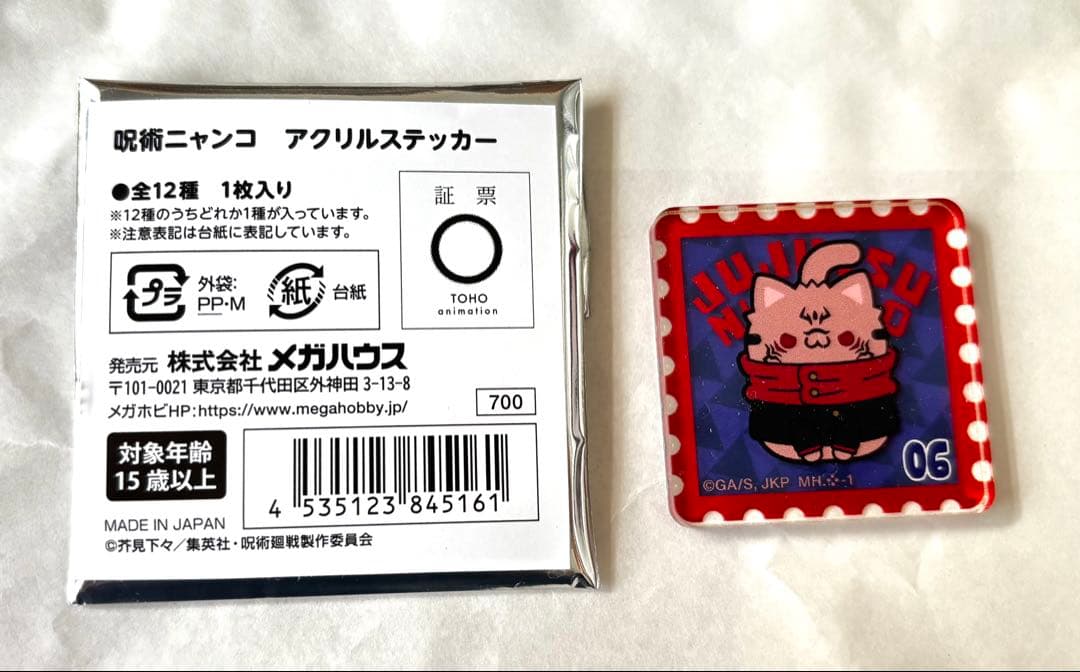 呪術ニャンコ　アクリルステッカー
●全12種　1枚入り
※12種のうちどれか1種が入っています。
※注意表記は台紙に表記しています。
証 票
TOHO
animation
プラ
外袋:
PP・M
紙
台紙
発売元 株式会社メガハウス
〒101-0021 東京都千代田区外神田 3-13-8
メガホビHP:https://www.megahobby.jp/
700
対象年齢
15歳以上
4 535123 845161
MADE IN JAPAN
©芥見下々／集英社・呪術廻戦製作委員会
06
©GA/S, JKP MH